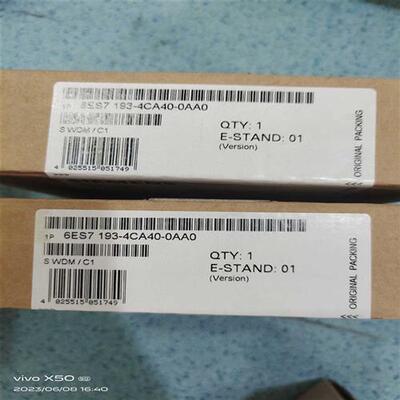 1P 6ES7 193-4CA40-0AA0
S WDM / C1
QTY: 1
E-STAND: 01
(Version)
4 025515 051749
ORIGINAL PACKING
1P 6ES7 193-4CA40-0AA0
S WDM / C1
QTY: 1
E-STAND: 01
(Version)
4 025515 051749
ORIGINAL PACKING
vivo X50 5G
2023/06/08 16:40